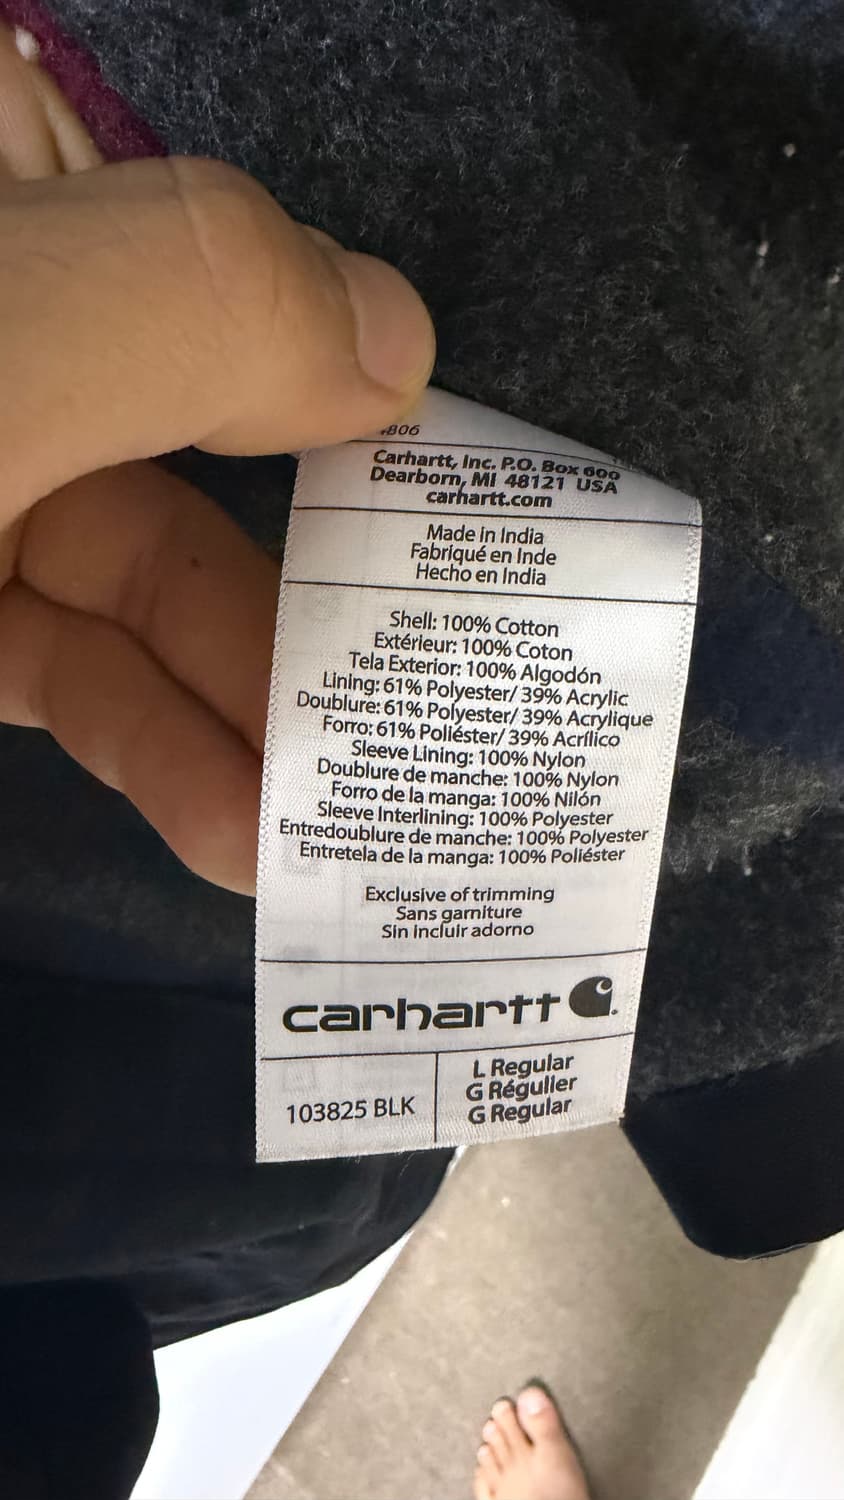 806
Carhartt, Inc. P.O. Box 600
Dearborn, MI 48121 USA
carhartt.com
Made in India
Fabriqué en Inde
Hecho en India
Shell: 100% Cotton
Extérieur: 100% Coton
Tela Exterior: 100% Algodón
Lining: 61% Polyester/ 39% Acrylic
Doublure: 61% Polyester/ 39% Acrylique
Forro: 61% Poliéster/ 39% Acrílico
Sleeve Lining: 100% Nylon
Doublure de manche: 100% Nylon
Forro de la manga: 100% Nilón
Sleeve Interlining: 100% Polyester
Entredoublure de manche: 100% Polyester
Entretela de la manga: 100% Poliéster
Exclusive of trimming
Sans garniture
Sin incluir adorno
carhartt
103825 BLK
L Regular
G Régulier
G Regular